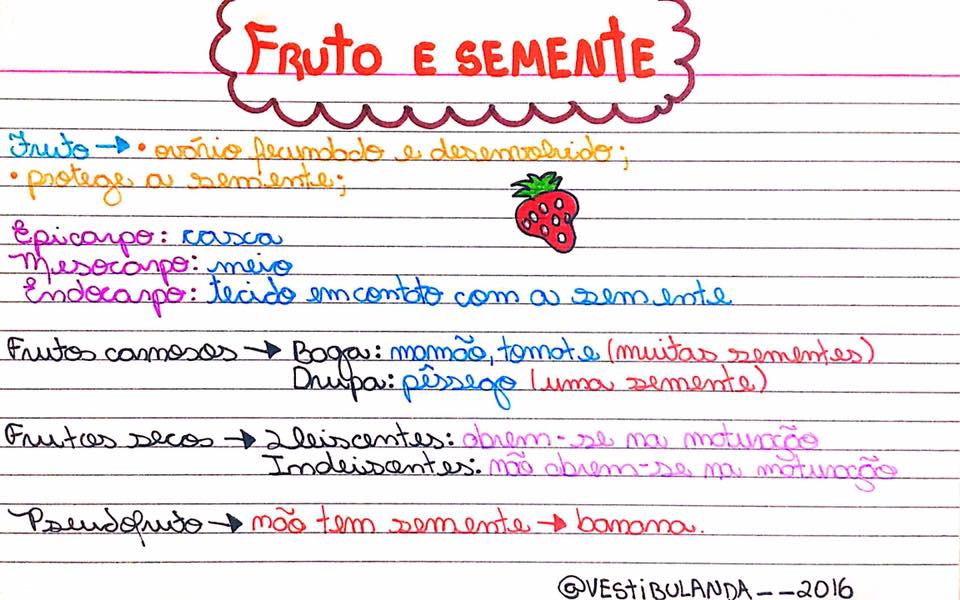 FRUTO E SEMENTE
Fruto → • ovário fecundado e desenvolvido;
• protege a semente;
Epicarpo: casca
Mesocarpo: meio
Endocarpo: tecido em contato com a semente
Frutos carnosos → Baga: mamão, tomate (muitas sementes)
Drupa: pêssego (uma semente)
Frutos secos → Deiscentes: abrem-se na maturação
Indeiscentes: não abrem-se na maturação
Pseudofruto → não tem semente → banana.
@VESTIBULANDA__2016